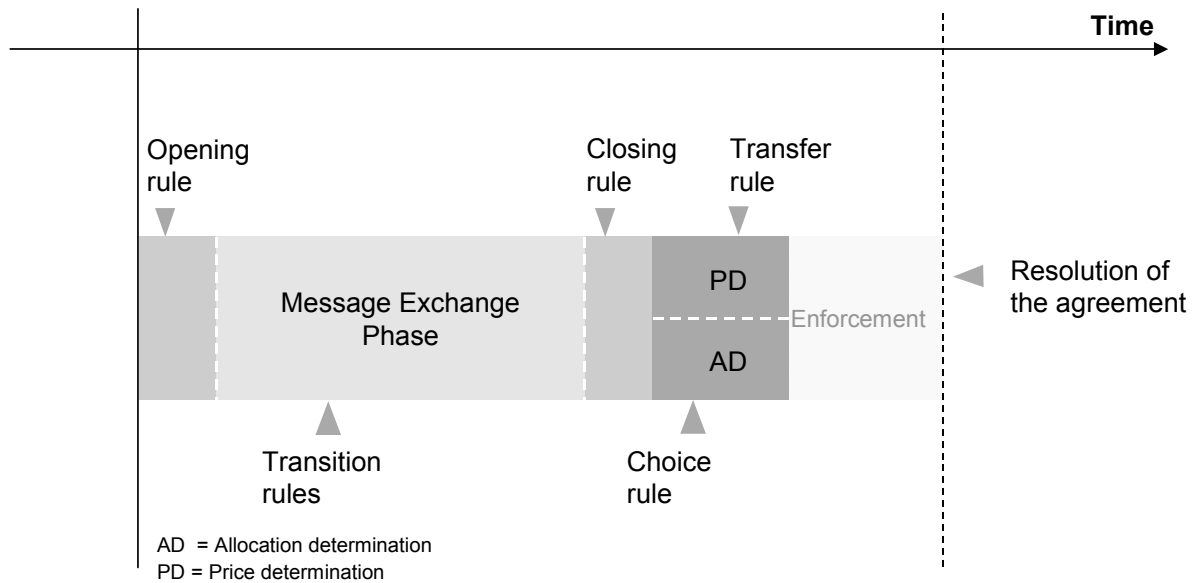 Time
Opening
rule
Closing
rule
Transfer
rule
Message Exchange
Phase
PD
AD
Enforcement
Resolution of
the agreement
Transition
rules
Choice
rule
AD = Allocation determination
PD = Price determination